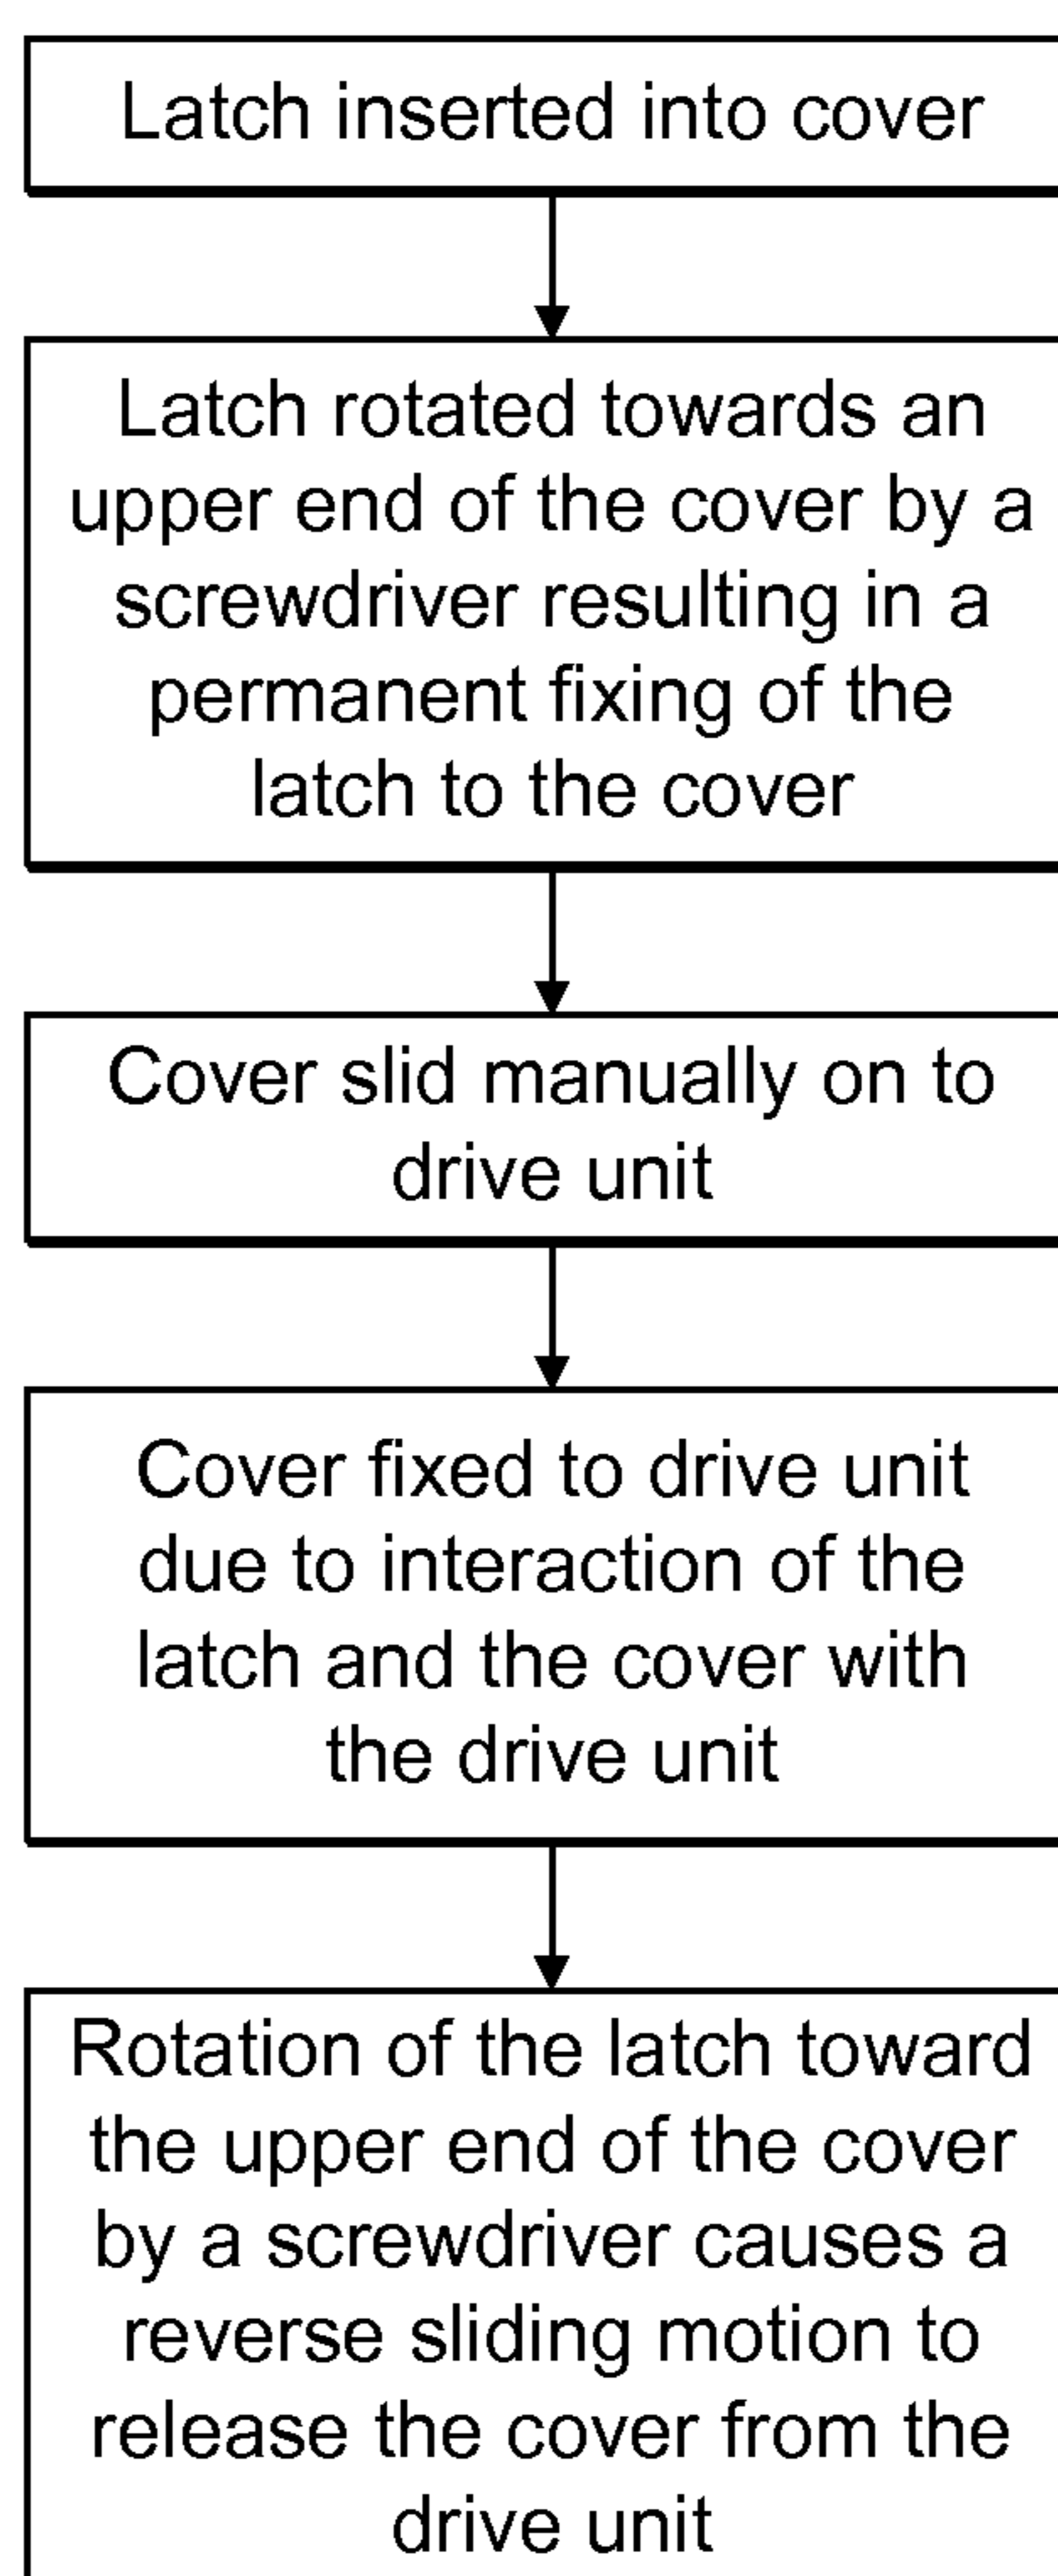 Latch inserted into cover
Latch rotated towards an
upper end of the cover by a
screwdriver resulting in a
permanent fixing of the
latch to the cover
Cover slid manually on to
drive unit
Cover fixed to drive unit
due to interaction of the
latch and the cover with
the drive unit
Rotation of the latch toward
the upper end of the cover
by a screwdriver causes a
reverse sliding motion to
release the cover from the
drive unit